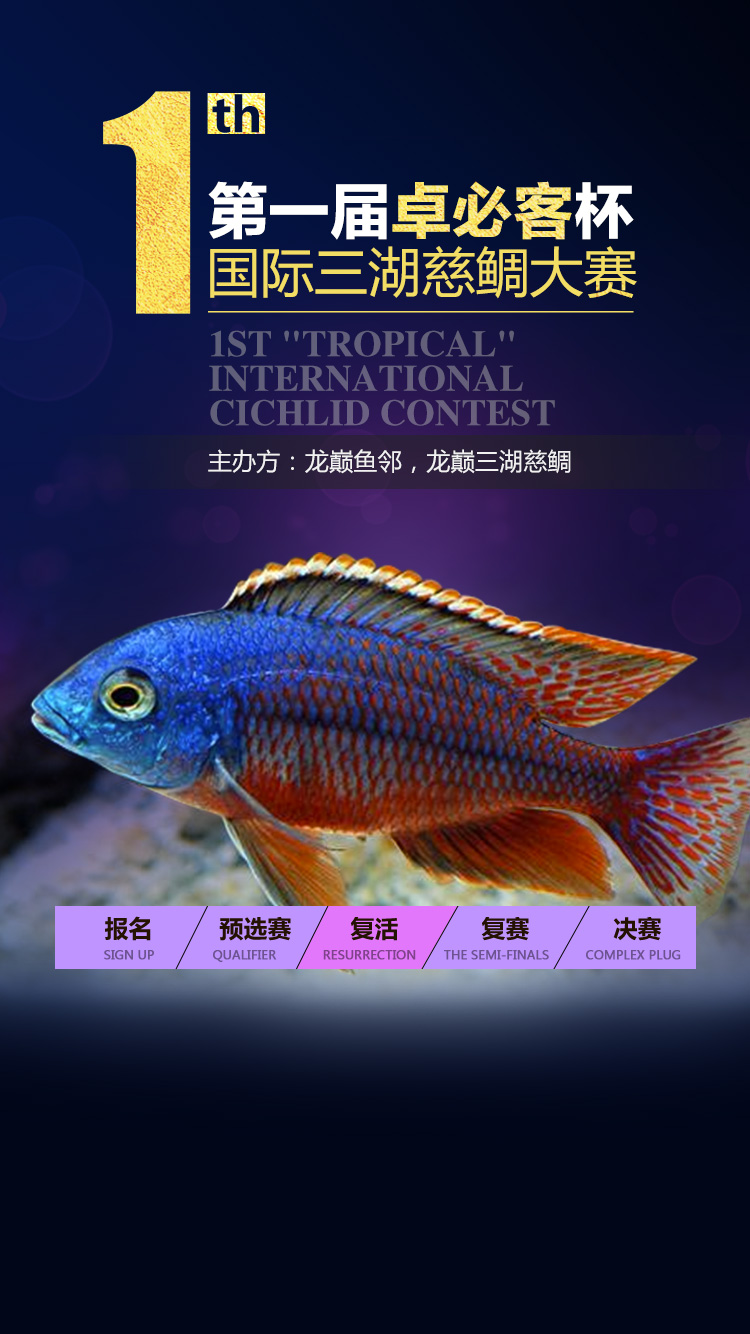 1th
第一届卓必客杯
国际三湖慈鲷大赛
1ST "TROPICAL"
INTERNATIONAL
CICHLID CONTEST
主办方：龙巅鱼邻，龙巅三湖慈鲷
报名 预选赛 复活 复赛 决赛
SIGN UP QUALIFIER RESURRECTION THE SEMI-FINALS COMPLEX PLUG